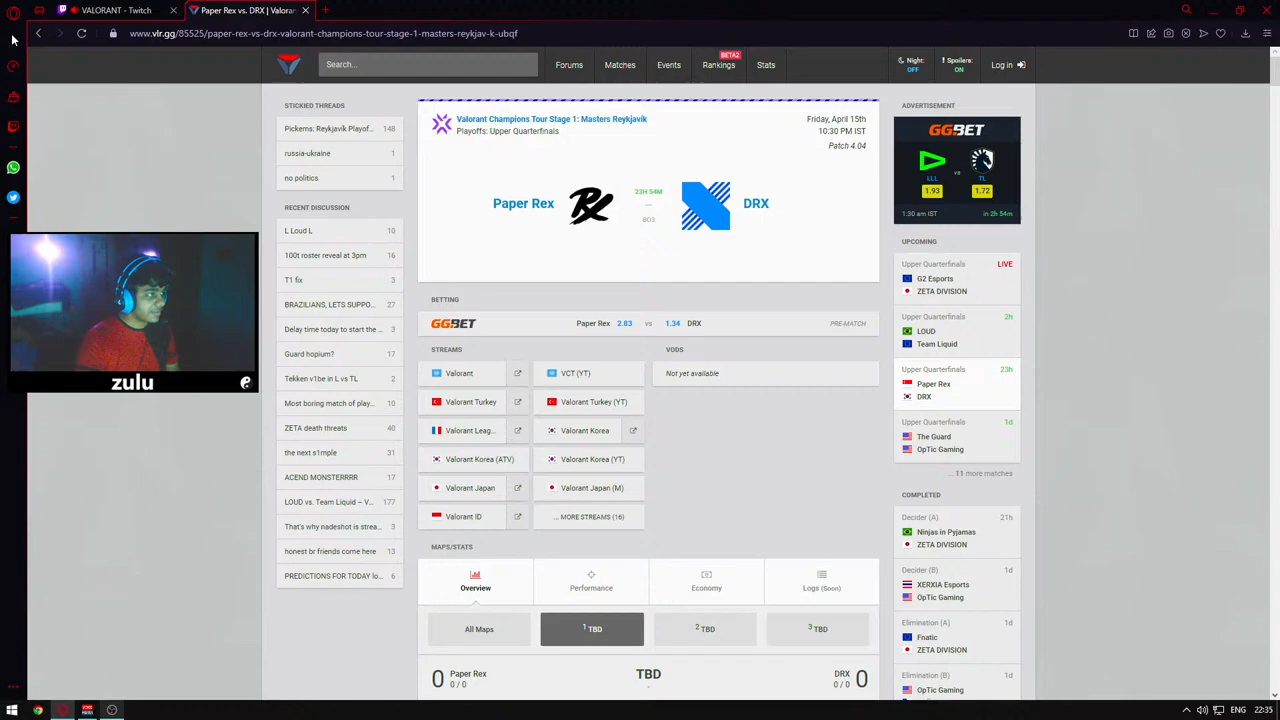 VALORANT - Twitch
Paper Rex vs. DRX | Valoran
www.vlr.gg/85525/paper-rex-vs-drx-valorant-champions-tour-stage-1-masters-reykjav-k-ubqf
Search...
Forums
Matches
Events
BETA2
Rankings
Stats
Night:
OFF
! Spoilers:
ON
Log in
STICKIED THREADS
Pickems: Reykjavík Playof... 148
russia-ukraine 1
no politics 1
RECENT DISCUSSION
L Loud L 10
100t roster reveal at 3pm 16
T1 fix 3
BRAZILIANS, LETS SUPPO... 27
Delay time today to start the ... 3
Guard hopium? 17
Tekken v1be in L vs TL 2
Most boring match of play... 10
ZETA death threats 40
the next s1mple 31
ACEND MONSTERRRR 17
LOUD vs. Team Liquid – V... 177
That's why nadeshot is strea... 3
honest br friends come here 13
PREDICTIONS FOR TODAY lo... 6
zulu
Valorant Champions Tour Stage 1: Masters Reykjavík
Playoffs: Upper Quarterfinals
Friday, April 15th
10:30 PM IST
Patch 4.04
Paper Rex
23H 54M
BO3
DRX
BETTING
GG.BET
Paper Rex 2.83 vs 1.34 DRX
PRE-MATCH
STREAMS
Valorant
VCT (YT)
Valorant Turkey
Valorant Turkey (YT)
Valorant Leag...
Valorant Korea
Valorant Korea (ATV)
Valorant Korea (YT)
Valorant Japan
Valorant Japan (M)
Valorant ID
... MORE STREAMS (16)
VODS
Not yet available
MAPS/STATS
Overview
Performance
Economy
Logs (Soon)
All Maps
1 TBD
2 TBD
3 TBD
0 Paper Rex
0 / 0
TBD
-
DRX 0
0 / 0
ADVERTISEMENT
GG.BET
LLL vs TL
1.93 1.72
1:30 am IST in 2h 54m
UPCOMING
Upper Quarterfinals LIVE
G2 Esports
ZETA DIVISION
Upper Quarterfinals 2h
LOUD
Team Liquid
Upper Quarterfinals 23h
Paper Rex
DRX
Upper Quarterfinals 1d
The Guard
OpTic Gaming
... 11 more matches
COMPLETED
Decider (A) 21h
Ninjas in Pyjamas
ZETA DIVISION
Decider (B) 1d
XERXIA Esports
OpTic Gaming
Elimination (A) 1d
Fnatic
ZETA DIVISION
Elimination (B) 1d
OpTic Gaming
ENG 22:35